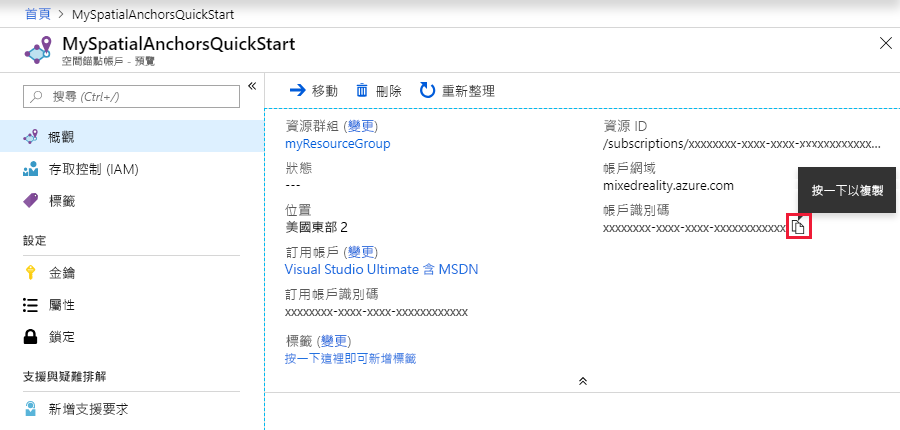 首頁 > MySpatialAnchorsQuickStart
MySpatialAnchorsQuickStart
空間錨點帳戶 - 預覽
搜尋 (Ctrl+/)
概觀
存取控制 (IAM)
標籤
設定
金鑰
屬性
鎖定
支援與疑難排解
新增支援要求
移動 刪除 重新整理
資源群組 (變更)
myResourceGroup
狀態
---
位置
美國東部 2
訂用帳戶 (變更)
Visual Studio Ultimate 含 MSDN
訂用帳戶識別碼
xxxxxxxx-xxxx-xxxx-xxxxxxxxxxxx
標籤 (變更)
按一下這裡即可新增標籤
資源 ID
/subscriptions/xxxxxxxx-xxxx-xxxx-xxxxxxxxxxxx...
帳戶網域
mixedreality.azure.com
帳戶識別碼
xxxxxxxx-xxxx-xxxx-xxxxxxxxxxxx
按一下以複製